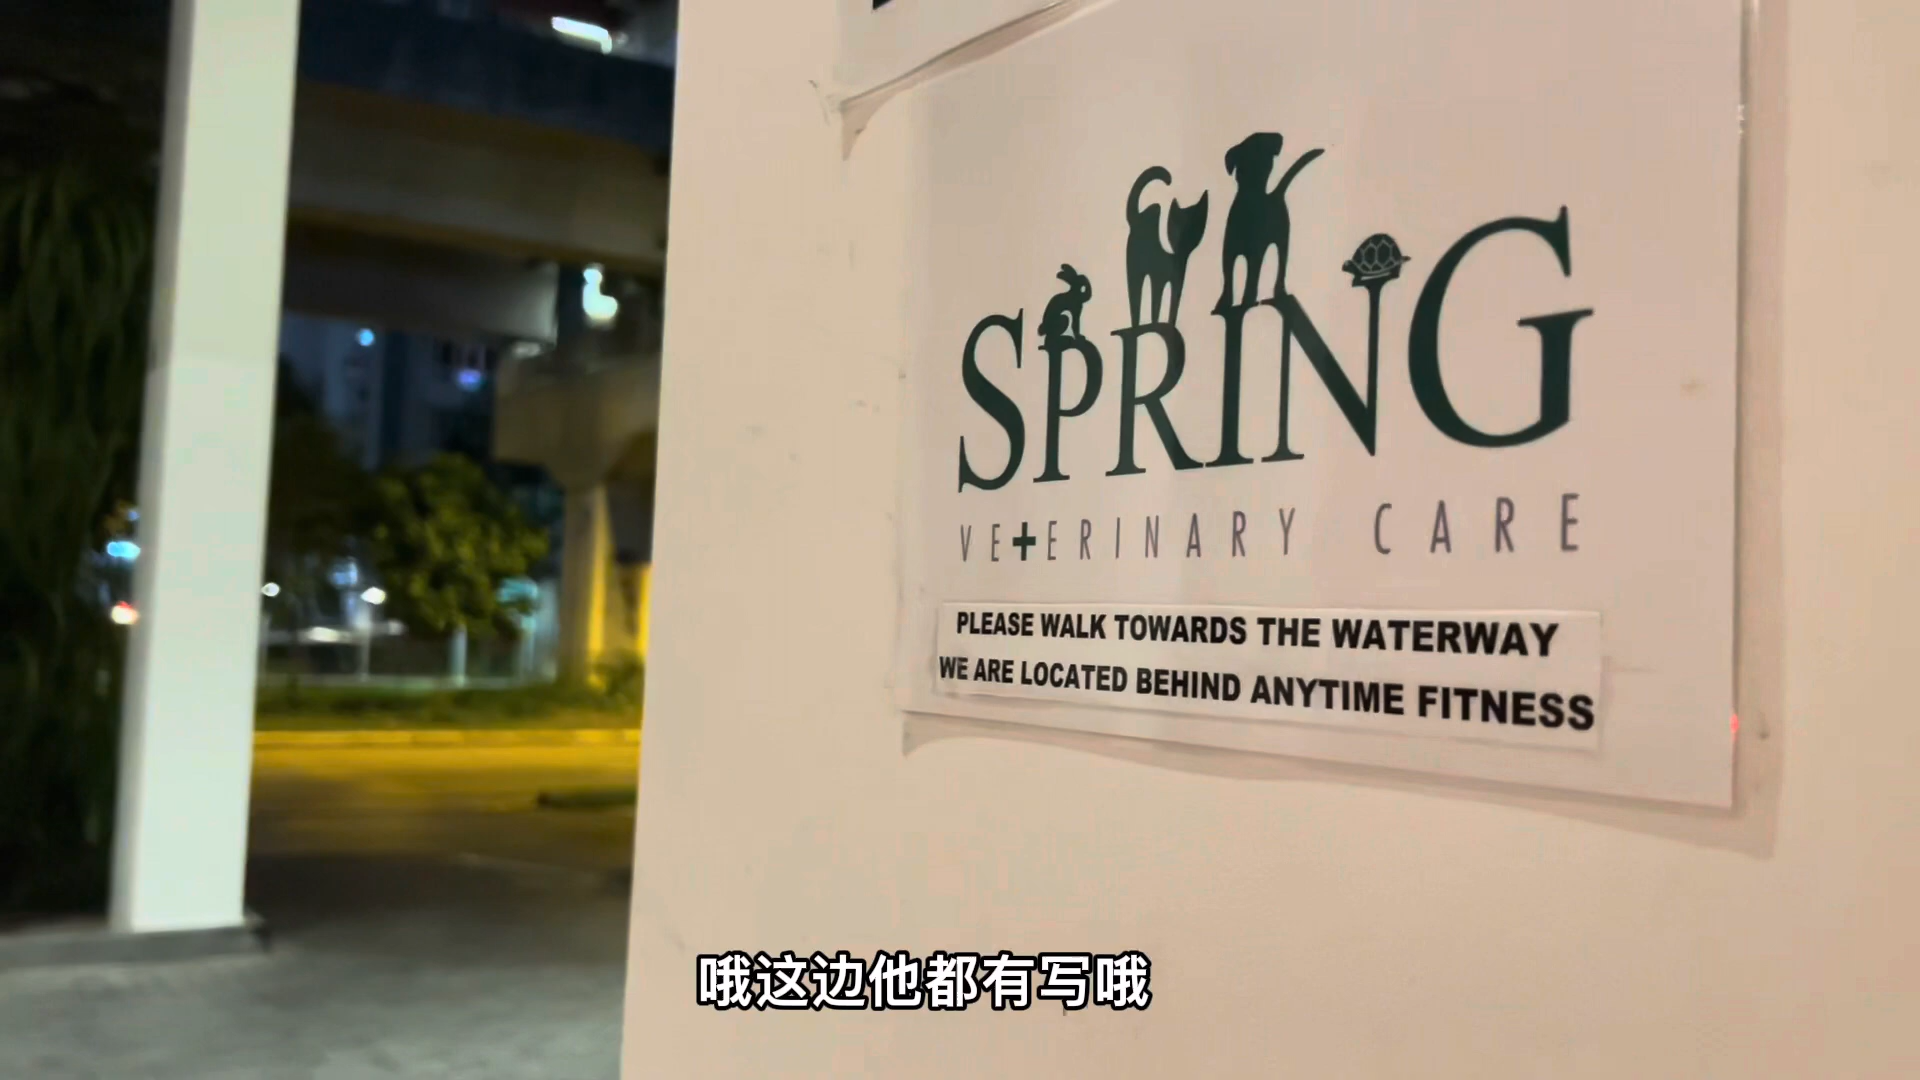 SPRING
VETERINARY CARE
PLEASE WALK TOWARDS THE WATERWAY
WE ARE LOCATED BEHIND ANYTIME FITNESS
哦这边他都有写哦